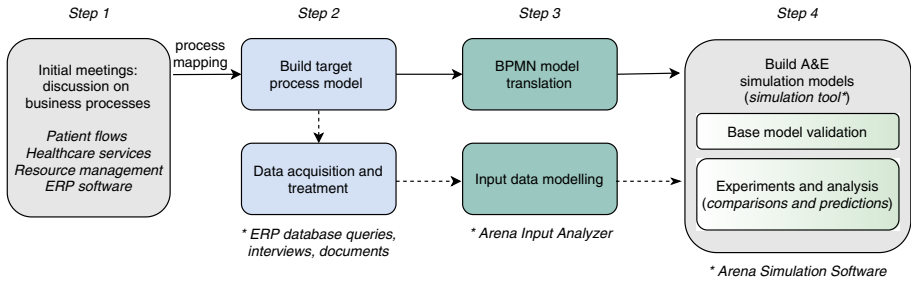 Step 1
Step 2
Step 3
Step 4
Initial meetings:
discussion on
business processes
Patient flows
Healthcare services
Resource management
ERP software
process
mapping
Build target
process model
Data acquisition and
treatment
* ERP database queries,
interviews, documents
BPMN model
translation
Input data modelling
* Arena Input Analyzer
Build A&E
simulation models
(simulation tool*)
Base model validation
Experiments and analysis
(comparisons and predictions)
* Arena Simulation Software